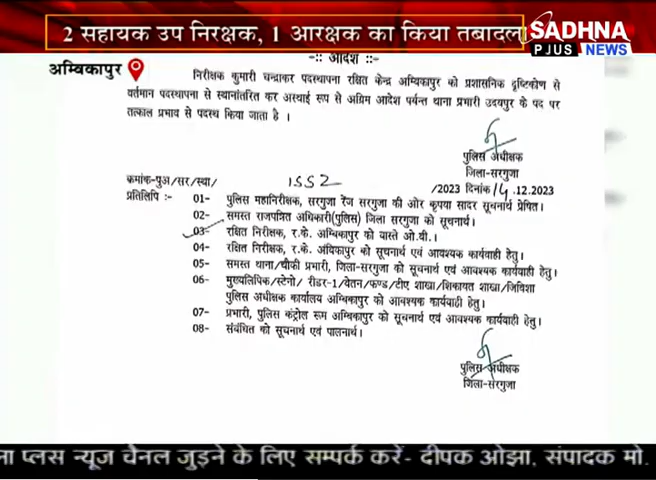 2 सहायक उप निरक्षक, 1 आरक्षक का किया तबादला
SADHNA
PJUS NEWS
अम्विकापुर
-:: आदेश ::-
निरीक्षक कुमारी चन्द्राकर पदस्थापना रक्षित केन्द्र अम्बिकापुर को प्रशासनिक दृष्टिकोण से
वर्तमान पदस्थापना से स्थानांतरित कर अस्थाई रूप से अग्रिम आदेश पर्यन्त थाना प्रभारी उदयपुर के पद पर
तत्काल प्रभाव से पदस्थ किया जाता है ।
पुलिस अधीक्षक
जिला-सरगुजा
क्रमांक-पुअ/सर/स्था/ 1552 /2023 दिनांक 14.12.2023
प्रतिलिपि :-
01- पुलिस महानिरीक्षक, सरगुजा रेंज सरगुजा की ओर कृपया सादर सूचनार्थ प्रेषित।
02- समस्त राजपत्रित अधिकारी(पुलिस) जिला सरगुजा को सूचनार्थ।
03- रक्षित निरीक्षक, र.के. अम्बिकापुर को वास्ते ओ.बी.।
04- रक्षित निरीक्षक, र.के. अंबिकापुर को सूचनार्थ एवं आवश्यक कार्यवाही हेतु।
05- समस्त थाना/चौकी प्रभारी, जिला-सरगुजा को सूचनार्थ एवं आवश्यक कार्यवाही हेतु।
06- मुख्यलिपिक/स्टेनो/ रीडर-1/वेतन/फण्ड/टीए शाखा/शिकायत शाखा/जिविशा
पुलिस अधीक्षक कार्यालय अम्बिकापुर को आवश्यक कार्यवाही हेतु।
07- प्रभारी, पुलिस कंट्रोल रूम अम्बिकापुर को सूचनार्थ एवं आवश्यक कार्यवाही हेतु।
08- संबंधित को सूचनार्थ एवं पालनार्थ।
पुलिस अधीक्षक
जिला-सरगुजा
ना प्लस न्यूज चेनल जुड़ने के लिए सम्पर्क करें- दीपक ओझा, संपादक मो.